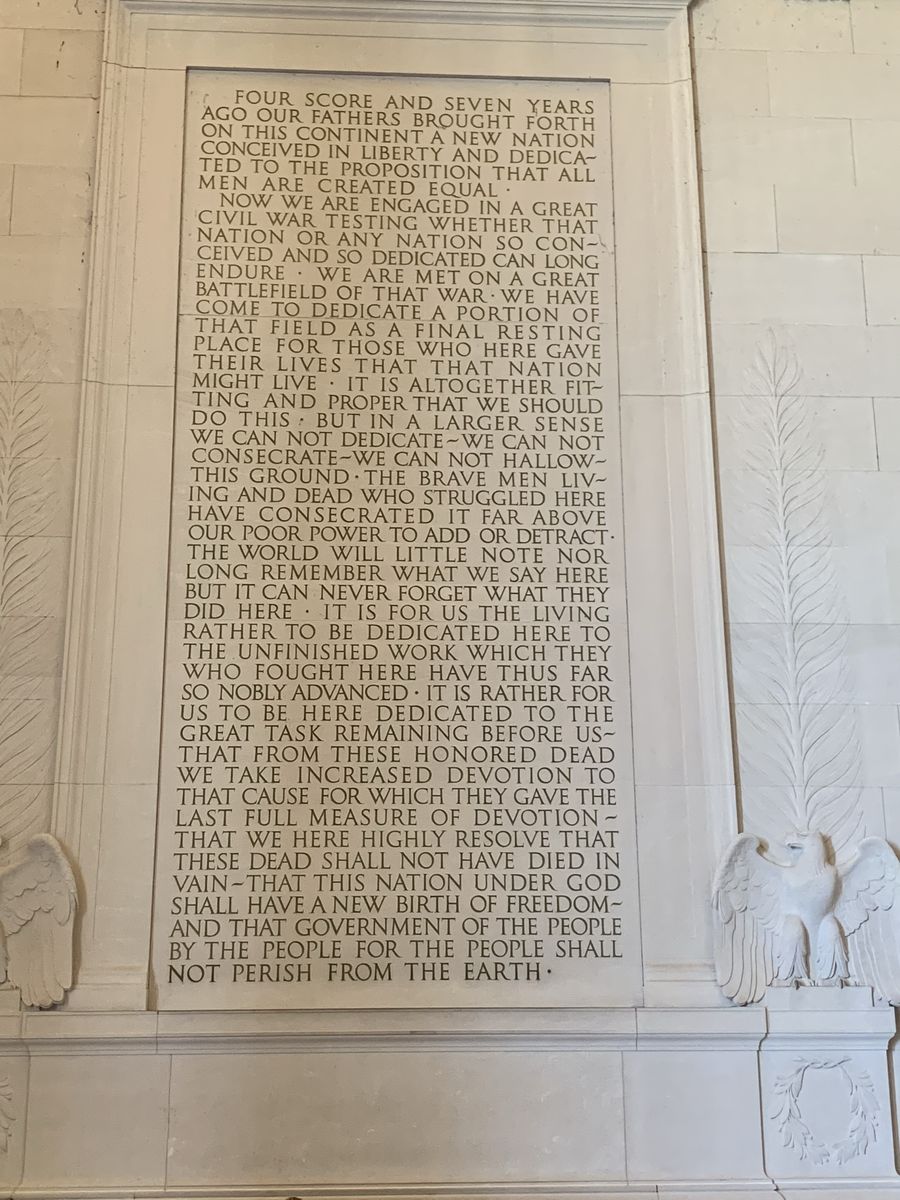 FOUR SCORE AND SEVEN YEARS
AGO OUR FATHERS BROUGHT FORTH
ON THIS CONTINENT A NEW NATION
CONCEIVED IN LIBERTY AND DEDICA~
TED TO THE PROPOSITION THAT ALL
MEN ARE CREATED EQUAL ·
NOW WE ARE ENGAGED IN A GREAT
CIVIL WAR TESTING WHETHER THAT
NATION OR ANY NATION SO CON~
CEIVED AND SO DEDICATED CAN LONG
ENDURE · WE ARE MET ON A GREAT
BATTLEFIELD OF THAT WAR · WE HAVE
COME TO DEDICATE A PORTION OF
THAT FIELD AS A FINAL RESTING
PLACE FOR THOSE WHO HERE GAVE
THEIR LIVES THAT THAT NATION
MIGHT LIVE · IT IS ALTOGETHER FIT~
TING AND PROPER THAT WE SHOULD
DO THIS · BUT IN A LARGER SENSE
WE CAN NOT DEDICATE~WE CAN NOT
CONSECRATE~WE CAN NOT HALLOW~
THIS GROUND · THE BRAVE MEN LIV~
ING AND DEAD WHO STRUGGLED HERE
HAVE CONSECRATED IT FAR ABOVE
OUR POOR POWER TO ADD OR DETRACT ·
THE WORLD WILL LITTLE NOTE NOR
LONG REMEMBER WHAT WE SAY HERE
BUT IT CAN NEVER FORGET WHAT THEY
DID HERE · IT IS FOR US THE LIVING
RATHER TO BE DEDICATED HERE TO
THE UNFINISHED WORK WHICH THEY
WHO FOUGHT HERE HAVE THUS FAR
SO NOBLY ADVANCED · IT IS RATHER FOR
US TO BE HERE DEDICATED TO THE
GREAT TASK REMAINING BEFORE US~
THAT FROM THESE HONORED DEAD
WE TAKE INCREASED DEVOTION TO
THAT CAUSE FOR WHICH THEY GAVE THE
LAST FULL MEASURE OF DEVOTION~
THAT WE HERE HIGHLY RESOLVE THAT
THESE DEAD SHALL NOT HAVE DIED IN
VAIN~THAT THIS NATION UNDER GOD
SHALL HAVE A NEW BIRTH OF FREEDOM~
AND THAT GOVERNMENT OF THE PEOPLE
BY THE PEOPLE FOR THE PEOPLE SHALL
NOT PERISH FROM THE EARTH ·